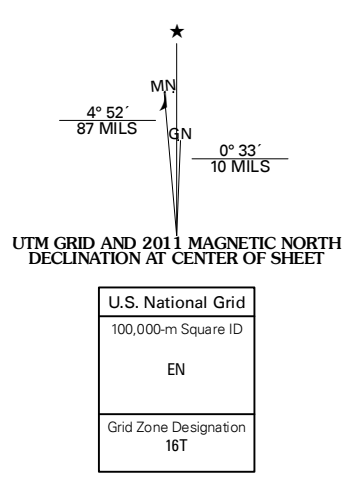 ★
MN
4° 52´
87 MILS
GN
0° 33´
10 MILS
UTM GRID AND 2011 MAGNETIC NORTH
DECLINATION AT CENTER OF SHEET
U.S. National Grid
100,000-m Square ID
EN
Grid Zone Designation
16T